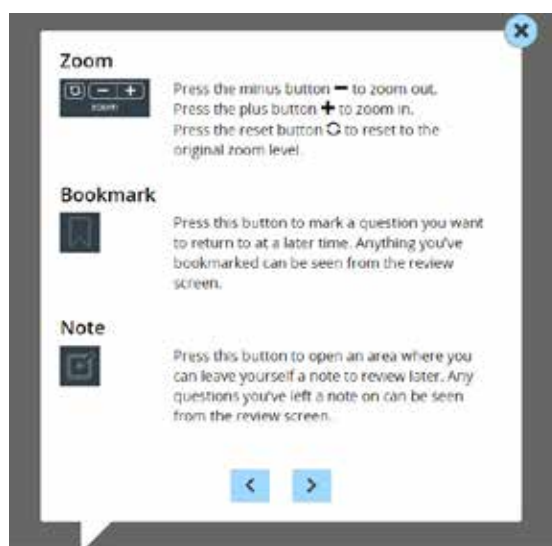 Zoom
zoom
Press the minus button − to zoom out.
Press the plus button + to zoom in.
Press the reset button to reset to the
original zoom level.
Bookmark
Press this button to mark a question you want
to return to at a later time. Anything you've
bookmarked can be seen from the review
screen.
Note
Press this button to open an area where you
can leave yourself a note to review later. Any
questions you've left a note on can be seen
from the review screen.